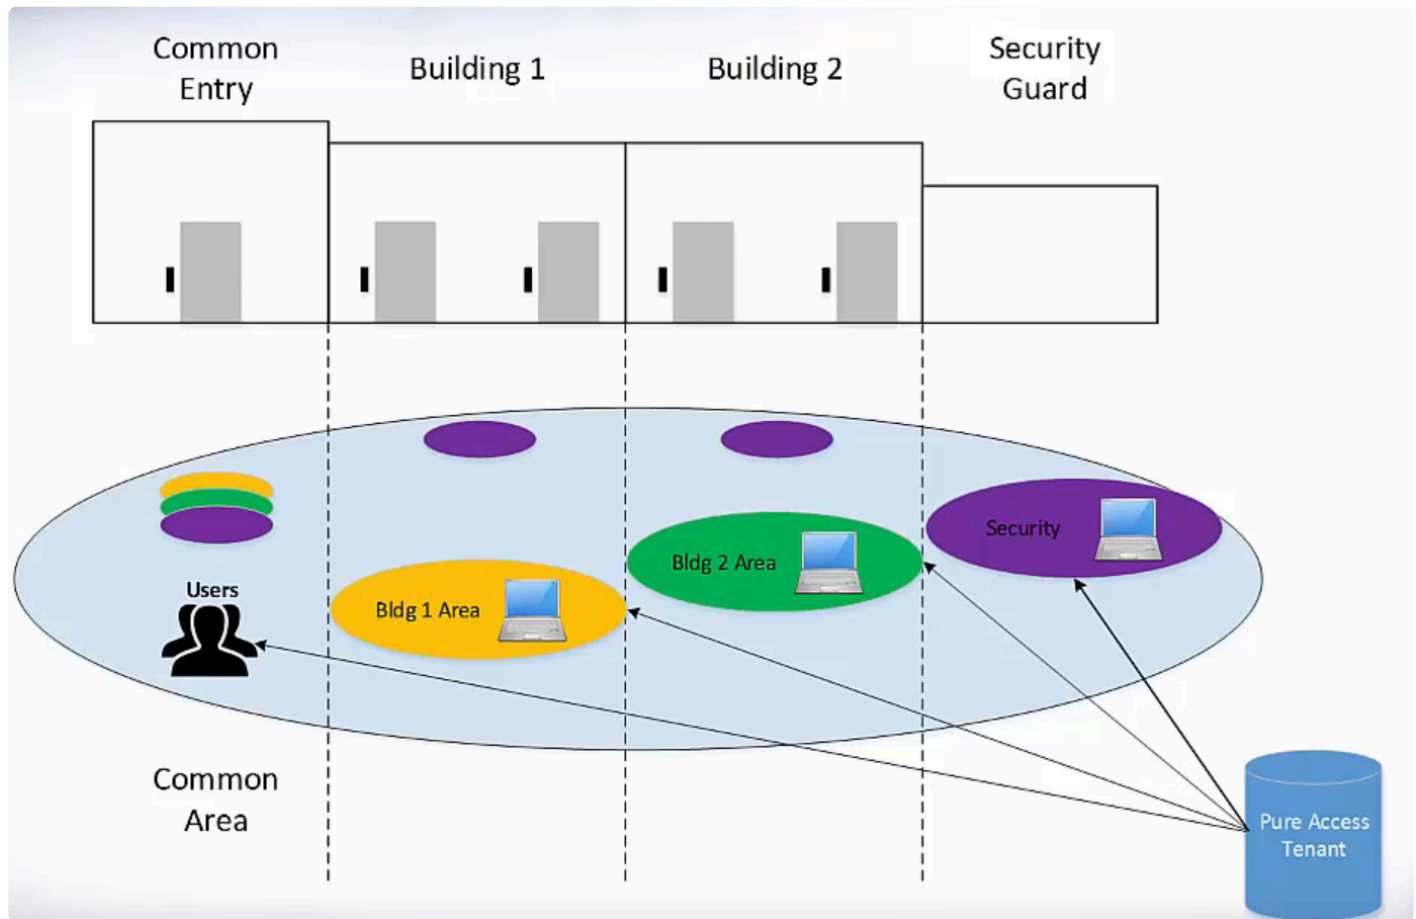 Common
Entry
Building 1
Building 2
Security
Guard
Users
Bldg 1 Area
Bldg 2 Area
Security
Common
Area
Pure Access
Tenant